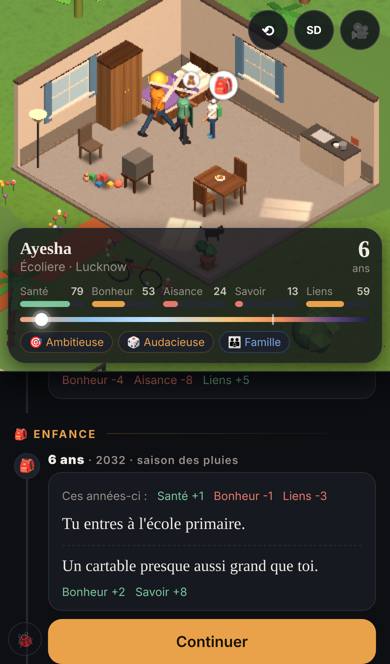 SD
Ayesha
6
Écoliere · Lucknow
ans
Santé 79 Bonheur 53 Aisance 24 Savoir 13 Liens 59
Ambitieuse Audacieuse Famille
Bonheur -4 Aisance -8 Liens +5
ENFANCE
6 ans · 2032 · saison des pluies
Ces années-ci : Santé +1 Bonheur -1 Liens -3
Tu entres à l'école primaire.
Un cartable presque aussi grand que toi.
Bonheur +2 Savoir +8
Continuer